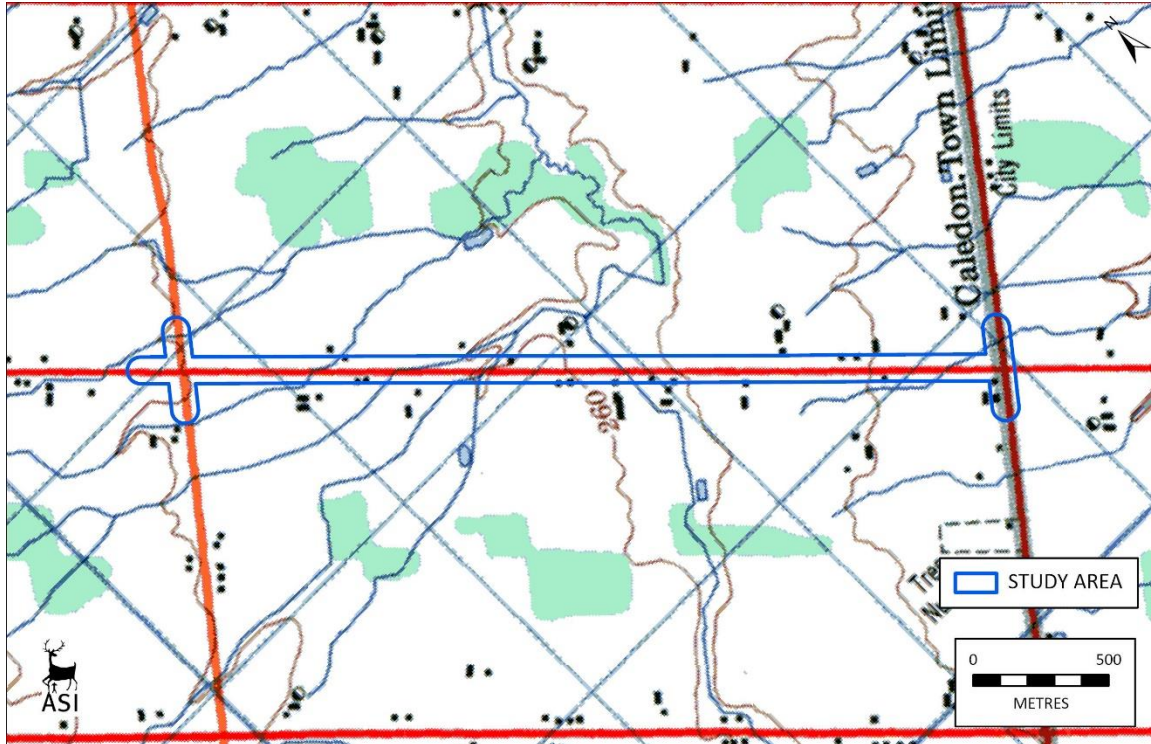 N
Caledon Town Limit
City Limits
260
STUDY AREA
0 500
METRES
ASI